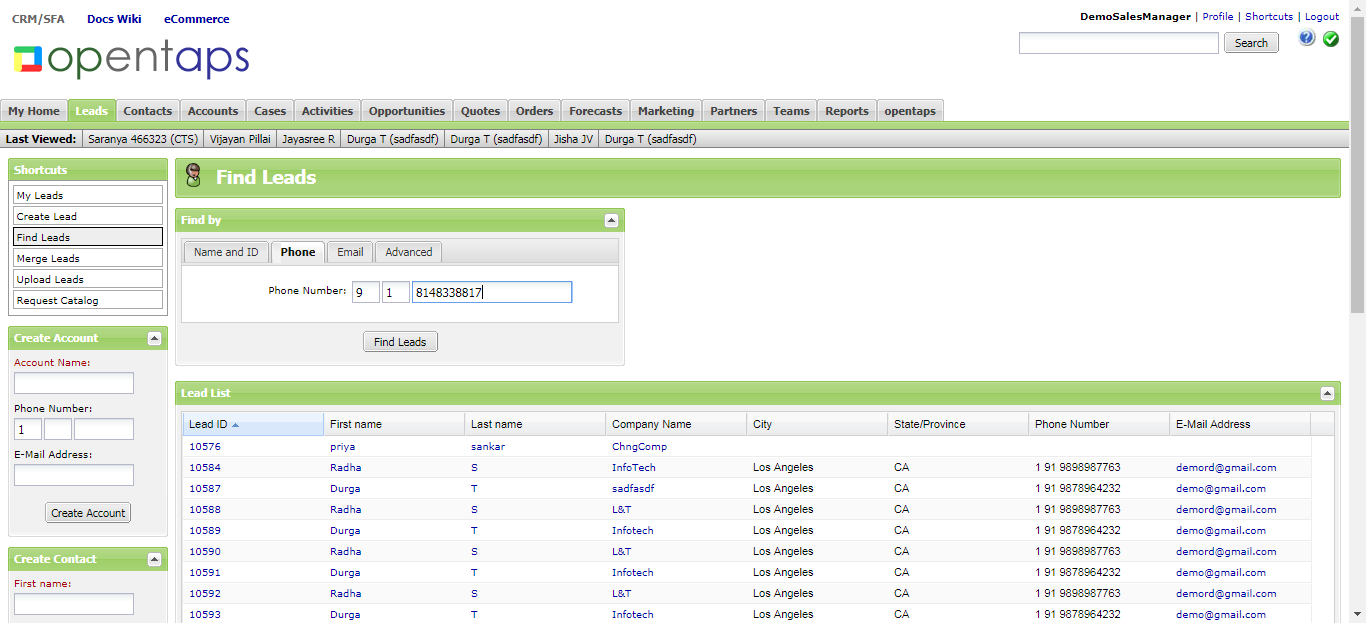 CRM/SFA Docs Wiki eCommerce
DemoSalesManager | Profile | Shortcuts | Logout
opentaps
Search
My Home Leads Contacts Accounts Cases Activities Opportunities Quotes Orders Forecasts Marketing Partners Teams Reports opentaps
Last Viewed: Saranya 466323 (CTS) Vijayan Pillai Jayasree R Durga T (sadfasdf) Durga T (sadfasdf) Jisha JV Durga T (sadfasdf)
Shortcuts
My Leads
Create Lead
Find Leads
Merge Leads
Upload Leads
Request Catalog
Create Account
Account Name:
Phone Number:
1
E-Mail Address:
Create Account
Create Contact
First name:
Find Leads
Find by
Name and ID Phone Email Advanced
Phone Number: 9 1 8148338817
Find Leads
Lead List
Lead ID First name Last name Company Name City State/Province Phone Number E-Mail Address
10576 priya sankar ChngComp
10584 Radha S InfoTech Los Angeles CA 1 91 9898987763 demord@gmail.com
10587 Durga T sadfasdf Los Angeles CA 1 91 9878964232 demo@gmail.com
10588 Radha S L&T Los Angeles CA 1 91 9898987763 demord@gmail.com
10589 Durga T Infotech Los Angeles CA 1 91 9878964232 demo@gmail.com
10590 Radha S L&T Los Angeles CA 1 91 9898987763 demord@gmail.com
10591 Durga T Infotech Los Angeles CA 1 91 9878964232 demo@gmail.com
10592 Radha S L&T Los Angeles CA 1 91 9898987763 demord@gmail.com
10593 Durga T Infotech Los Angeles CA 1 91 9878964232 demo@gmail.com